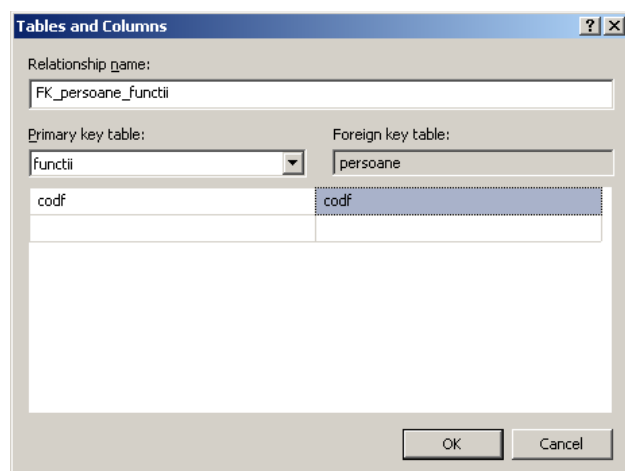 Tables and Columns
Relationship name:
FK_persoane_functii
Primary key table:
Foreign key table:
functii
persoane
codf
codf
OK
Cancel